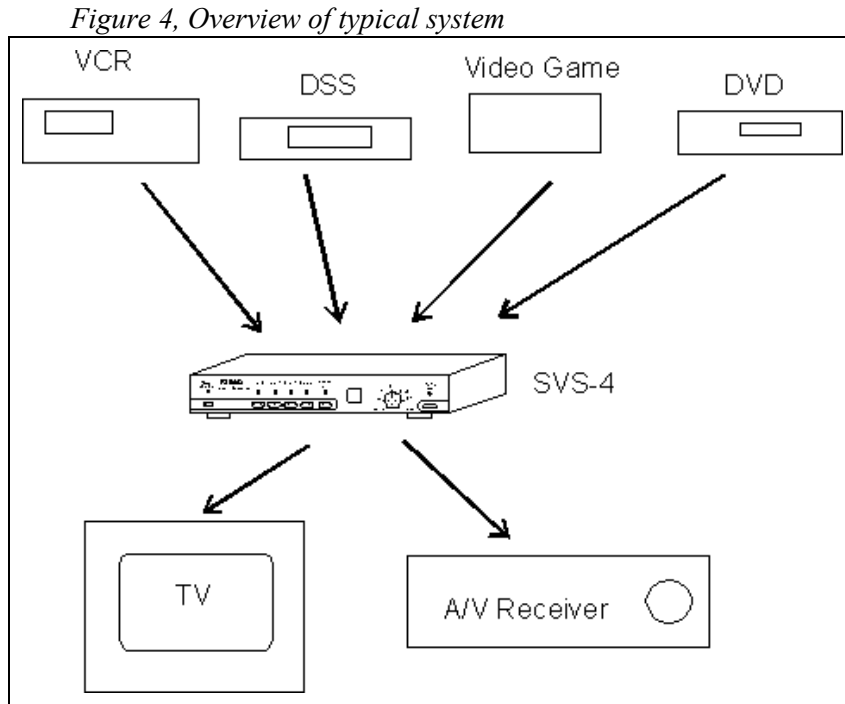 Figure 4, Overview of typical system
VCR
DSS
Video Game
DVD
SVS-4
TV
A/V Receiver